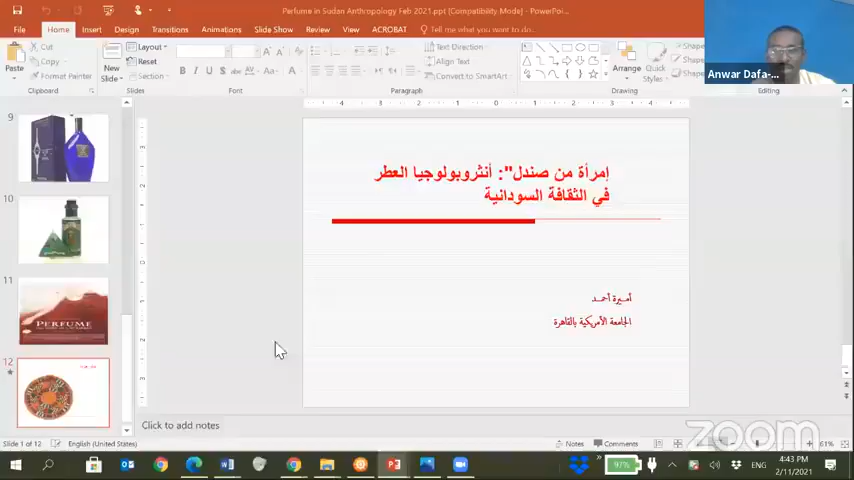 Perfume in Sudan Anthropology Feb 2021.ppt [Compatibility Mode] - PowerPoi...
File Home Insert Design Transitions Animations Slide Show Review View ACROBAT Tell me what you want to do...
Cut
Copy
Format Painter
Paste
Clipboard
New
Slide
Layout
Reset
Section
Slides
Font
Text Direction
Align Text
Convert to SmartArt
Paragraph
Arrange
Quick
Styles
Drawing
Editing
Anwar Dafa-...
9
10
11
PERFUME
12
إمرأة من صندل": أنثروبولوجيا العطر
في الثقافة السودانية
أميرة أحمد
الجامعة الأمريكية بالقاهرة
Click to add notes
zoom
Slide 1 of 12 English (United States) Notes Comments 61%
97%
ENG
4:43 PM
2/11/2021